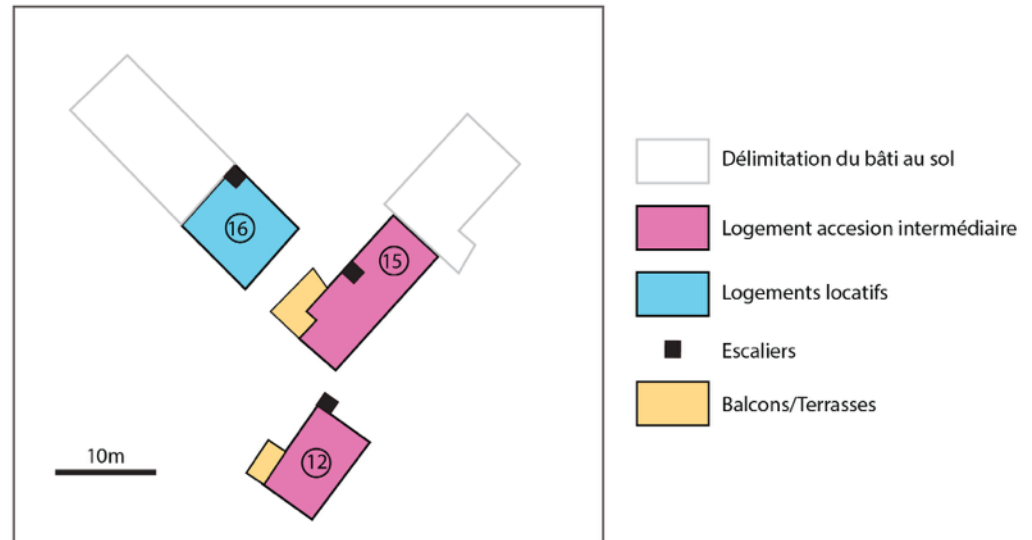 16
15
12
10m
Délimitation du bâti au sol
Logement accesion intermédiaire
Logements locatifs
Escaliers
Balcons/Terrasses